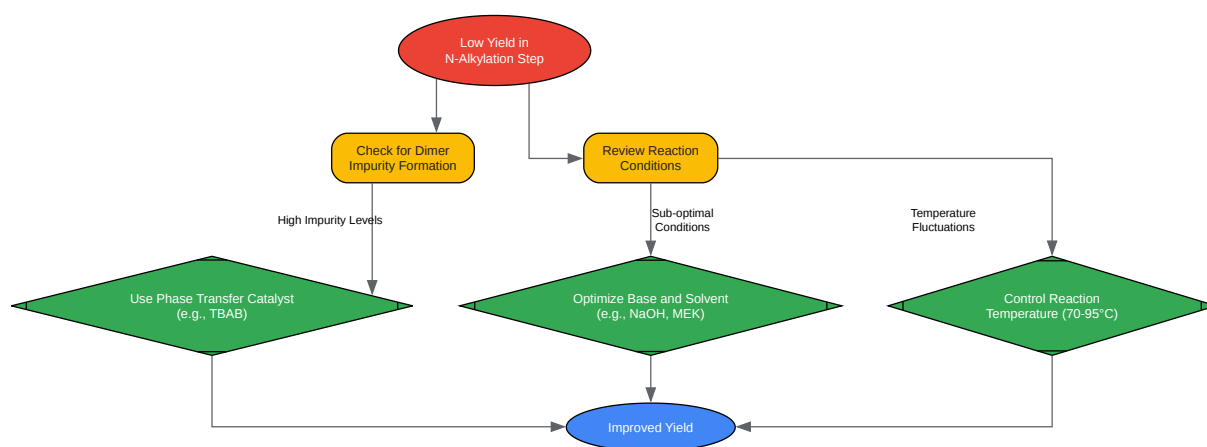 Low Yield in
N-Alkylation Step
Check for Dimer
Impurity Formation
Review Reaction
Conditions
High Impurity Levels
Sub-optimal
Conditions
Temperature
Fluctuations
Use Phase Transfer Catalyst
(e.g., TBAB)
Optimize Base and Solvent
(e.g., NaOH, MEK)
Control Reaction
Temperature (70-95°C)
Improved Yield